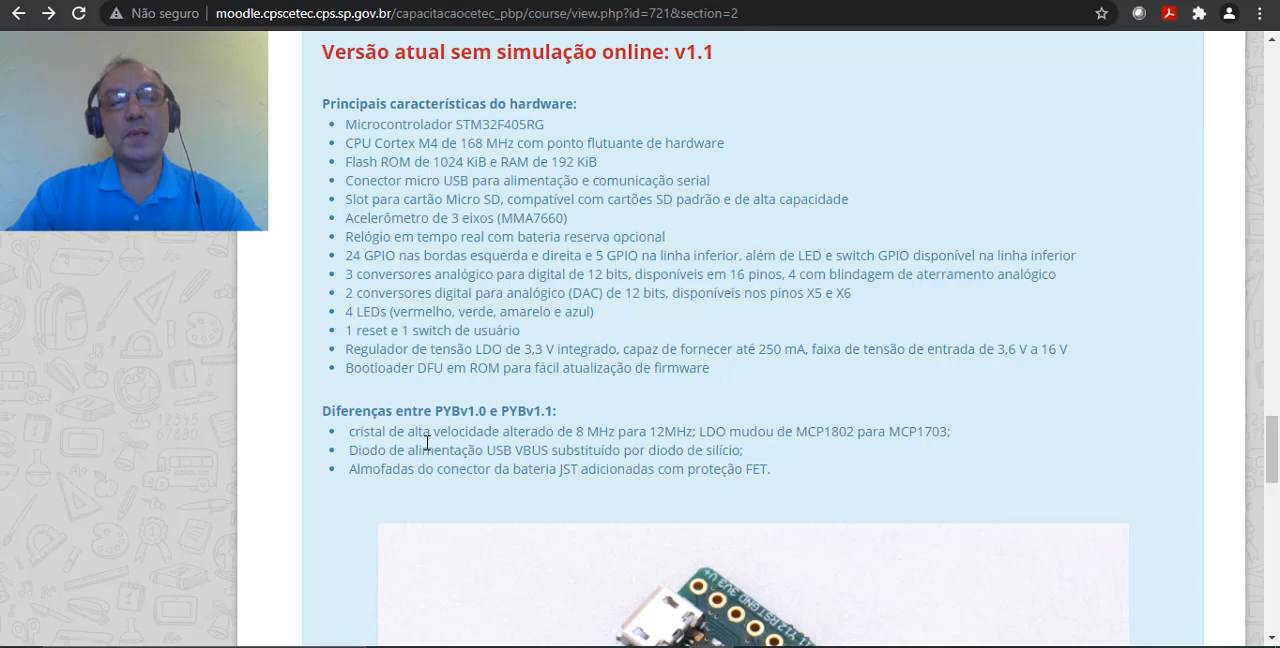 Não seguro
moodle.cpscetec.cps.sp.gov.br/capacitacaocetec_pbp/course/view.php?id=721&section=2
Versão atual sem simulação online: v1.1
Principais características do hardware:
Microcontrolador STM32F405RG
CPU Cortex M4 de 168 MHz com ponto flutuante de hardware
Flash ROM de 1024 KiB e RAM de 192 KiB
Conector micro USB para alimentação e comunicação serial
Slot para cartão Micro SD, compatível com cartões SD padrão e de alta capacidade
Acelerômetro de 3 eixos (MMA7660)
Relógio em tempo real com bateria reserva opcional
24 GPIO nas bordas esquerda e direita e 5 GPIO na linha inferior, além de LED e switch GPIO disponível na linha inferior
3 conversores analógico para digital de 12 bits, disponíveis em 16 pinos, 4 com blindagem de aterramento analógico
2 conversores digital para analógico (DAC) de 12 bits, disponíveis nos pinos X5 e X6
4 LEDs (vermelho, verde, amarelo e azul)
1 reset e 1 switch de usuário
Regulador de tensão LDO de 3,3 V integrado, capaz de fornecer até 250 mA, faixa de tensão de entrada de 3,6 V a 16 V
Bootloader DFU em ROM para fácil atualização de firmware
Diferenças entre PYBv1.0 e PYBv1.1:
cristal de alta velocidade alterado de 8 MHz para 12MHz; LDO mudou de MCP1802 para MCP1703;
Diodo de alimentação USB VBUS substituído por diodo de silício;
Almofadas do conector da bateria JST adicionadas com proteção FET.
V+ 3V3 GND RST Y12 Y11